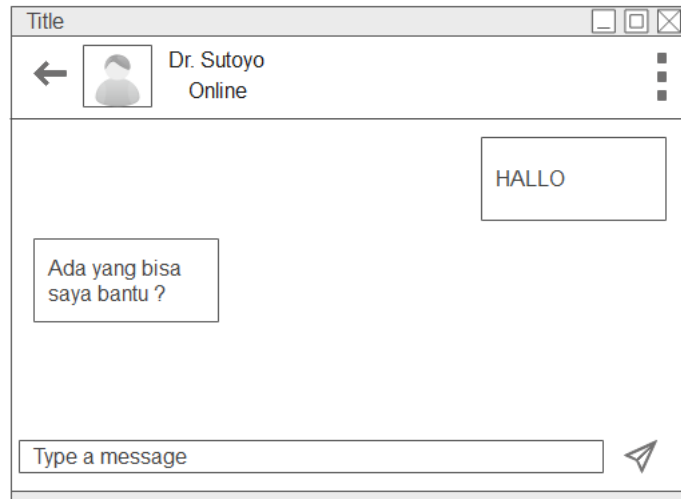 Title
Dr. Sutoyo
Online
HALLO
Ada yang bisa
saya bantu ?
Type a message